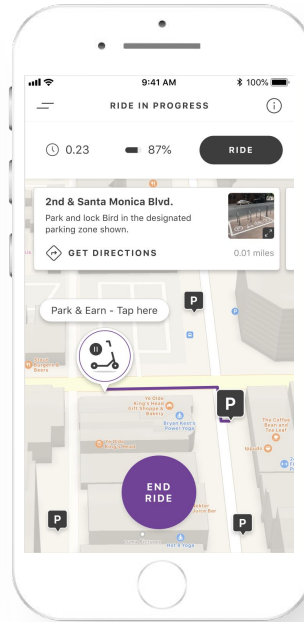 9:41 AM
100%
RIDE IN PROGRESS
0.23
87%
RIDE
2nd & Santa Monica Blvd.
Park and lock Bird in the designated
parking zone shown.
GET DIRECTIONS
0.01 miles
P
Park & Earn - Tap here
P
Ye Olde
King's Head
Gift Shoppe &
Bakery
P
Bryan Kest's
Power Yoga
The Coffee
Bean and
Tea Leaf
END
RIDE
Juice Bar
P
P